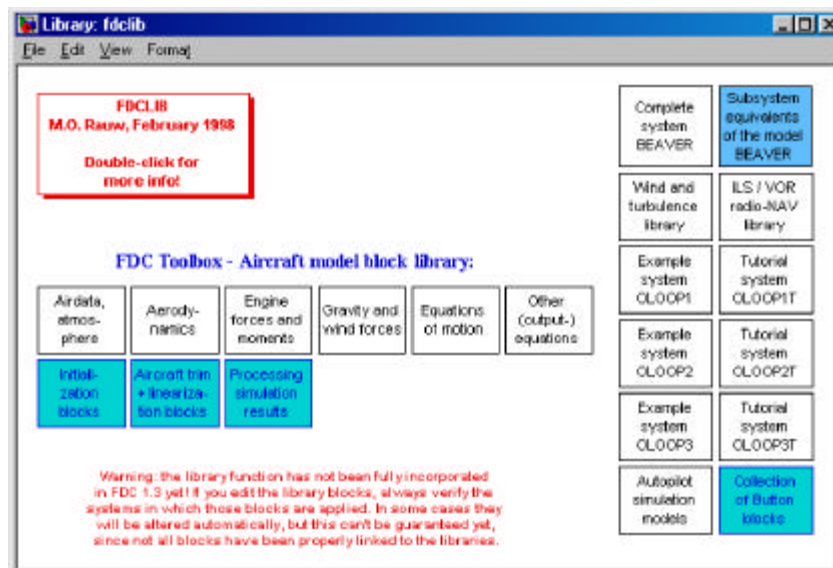 Library: fdclib
File Edit View Format
FDCLIB
M.O. Rauw, February 1998
Double-click for
more info!
FDC Toolbox - Aircraft model block library:
Airdata,
atmos-
phere
Aerody-
namics
Engine
forces and
moments
Gravity and
wind forces
Equations
of motion
Other
(output-)
equations
Initiali-
zation
blocks
Aircraft trim
+ lineariza-
tion blocks
Processing
simulation
results
Warning: the library function has not been fully incorporated
in FDC 1.3 yet! If you edit the library blocks, always verify the
systems in which those blocks are applied. In some cases they
will be altered automatically, but this can't be guaranteed yet,
since not all blocks have been properly linked to the libraries.
Complete
system
BEAVER
Subsystem
equivalents
of the model
BEAVER
Wind and
turbulence
library
ILS / VOR
radio-NAV
library
Example
system
OLOOP1
Tutorial
system
OLOOP1T
Example
system
OLOOP2
Tutorial
system
OLOOP2T
Example
system
OLOOP3
Tutorial
system
OLOOP3T
Autopilot
simulation
models
Collection
of Button
blocks